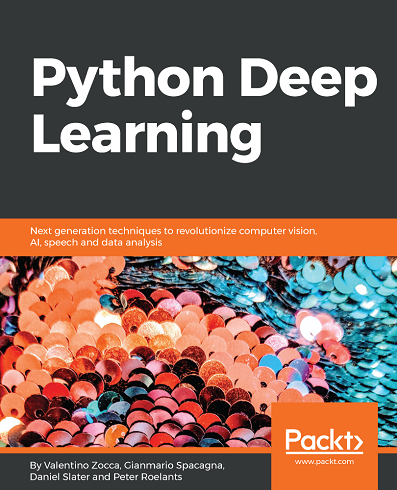 Python Deep
Learning
Next generation techniques to revolutionize computer vision,
AI, speech and data analysis
Packt>
www.packt.com
By Valentino Zocca, Gianmario Spacagna,
Daniel Slater and Peter Roelants